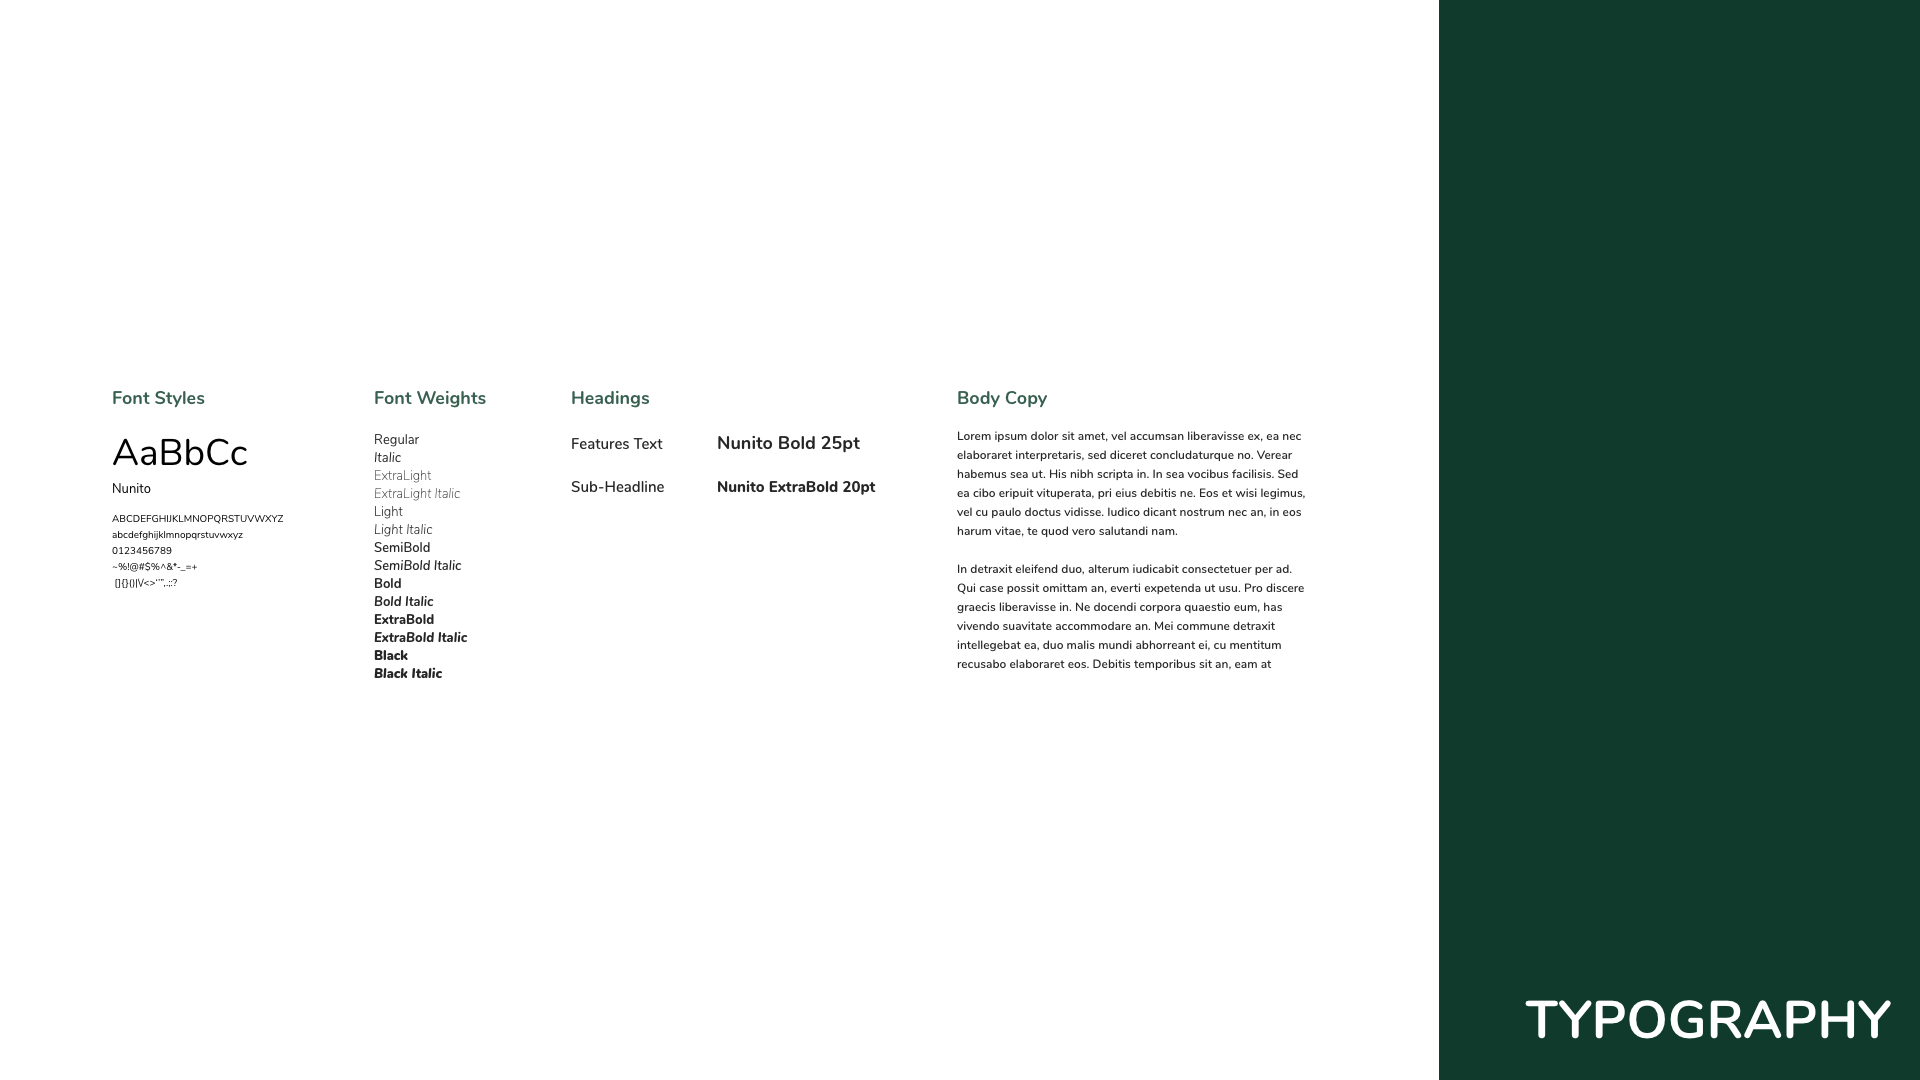 Font Styles
AaBbCc
Nunito
ABCDEFGHIJKLMNOPQRSTUVWXYZ
abcdefghijklmnopqrstuvwxyz
0123456789
~%!@#$%^&*-_=+
Font Weights
Regular
Italic
ExtraLight
ExtraLight Italic
Light
Light Italic
SemiBold
SemiBold Italic
Bold
Bold Italic
ExtraBold
ExtraBold Italic
Black
Black Italic
Headings
Features Text Nunito Bold 25pt
Sub-Headline Nunito ExtraBold 20pt
Body Copy
Lorem ipsum dolor sit amet, vel accumsan liberavisse ex, ea nec
elaboraret interpretaris, sed diceret concludaturque no. Verear
habemus sea ut. His nibh scripta in. In sea vocibus facilisis. Sed
ea cibo eripuit vituperata, pri eius debitis ne. Eos et wisi legimus,
vel cu paulo doctus vidisse. Iudico dicant nostrum nec an, in eos
harum vitae, te quod vero salutandi nam.
In detraxit eleifend duo, alterum iudicabit consectetuer per ad.
Qui case possit omittam an, everti expetenda ut usu. Pro discere
graecis liberavisse in. Ne docendi corpora quaestio eum, has
vivendo suavitate accommodare an. Mei commune detraxit
intellegebat ea, duo malis mundi abhorreant ei, cu mentitum
recusabo elaboraret eos. Debitis temporibus sit an, eam at
TYPOGRAPHY